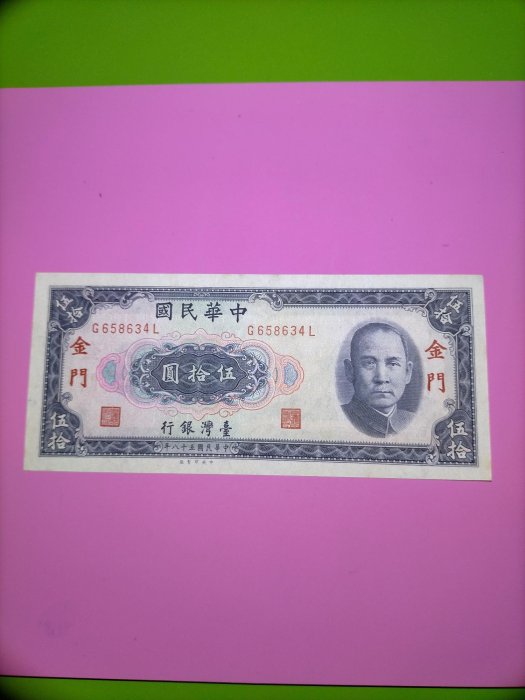 國民華中
G658634L G658634L
伍拾 伍拾
金門 圓拾伍 金門
行銀灣臺
伍拾 年八十五國民華中 伍拾